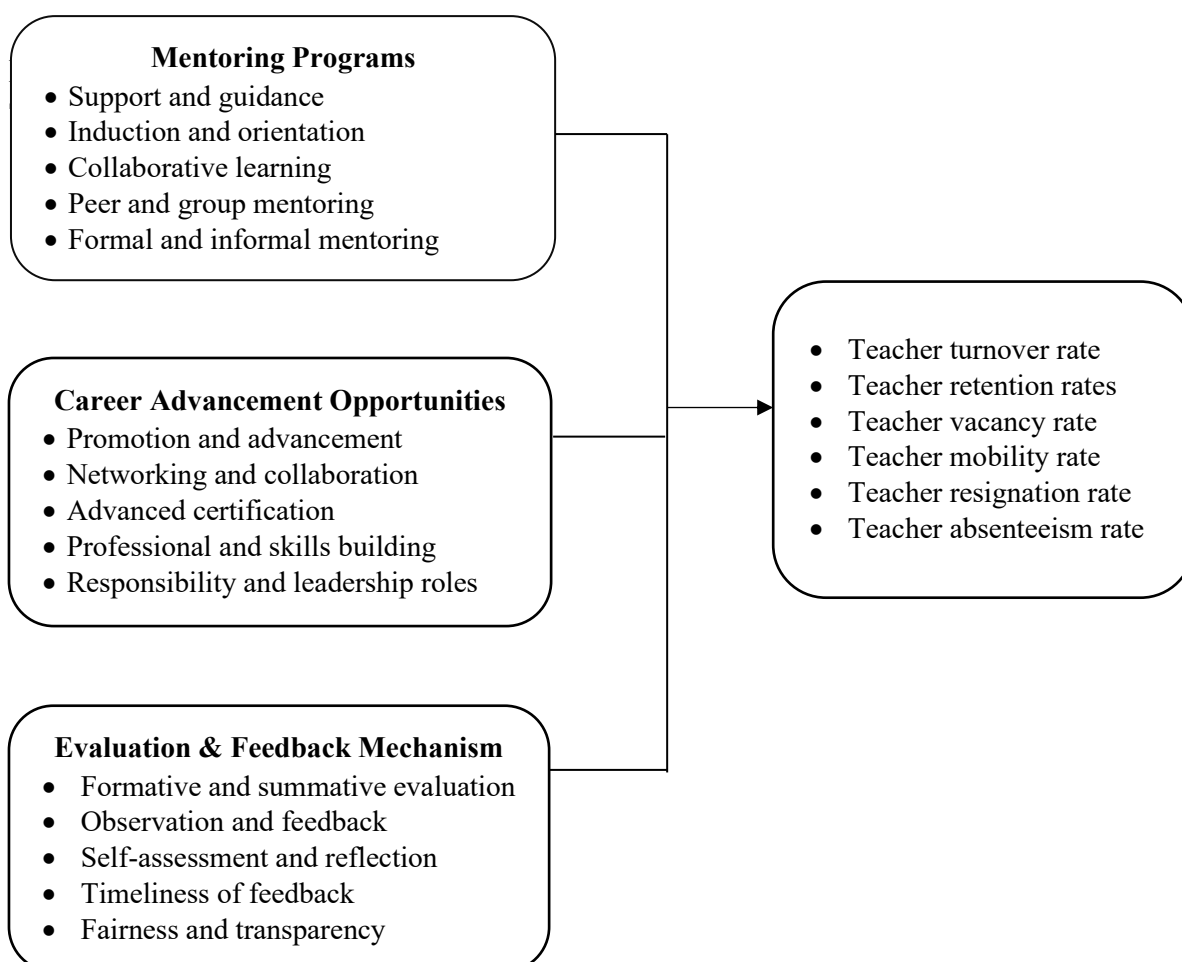 Mentoring Programs
• Support and guidance
• Induction and orientation
• Collaborative learning
• Peer and group mentoring
• Formal and informal mentoring
Career Advancement Opportunities
• Promotion and advancement
• Networking and collaboration
• Advanced certification
• Professional and skills building
• Responsibility and leadership roles
Evaluation & Feedback Mechanism
• Formative and summative evaluation
• Observation and feedback
• Self-assessment and reflection
• Timeliness of feedback
• Fairness and transparency
• Teacher turnover rate
• Teacher retention rates
• Teacher vacancy rate
• Teacher mobility rate
• Teacher resignation rate
• Teacher absenteeism rate